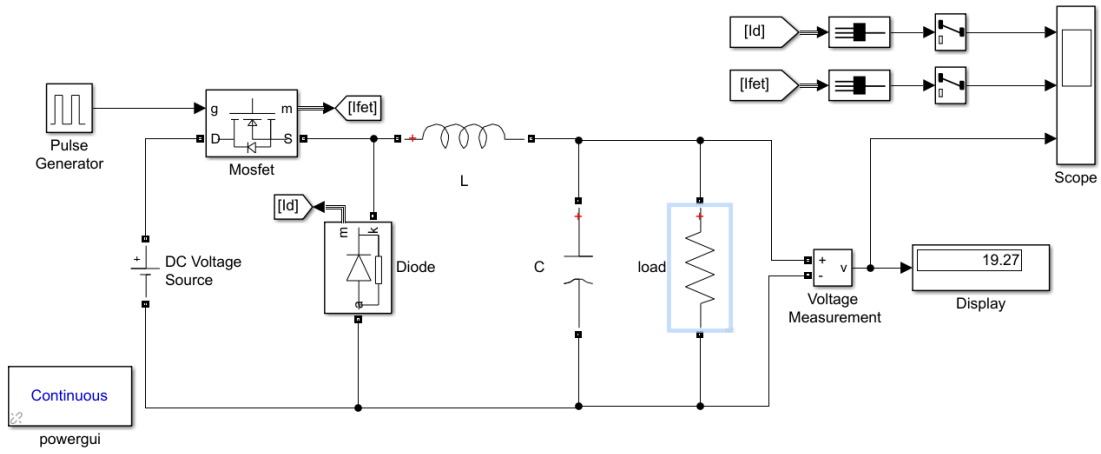 [Id]
[Ifet]
g
m
[Ifet]
D
S
Pulse
Generator
Mosfet
+
L
Scope
[Id]
m
k
a
Diode
+
DC Voltage
Source
C
+
load
+
+
-
v
19.27
Voltage
Measurement
Display
Continuous
powergui